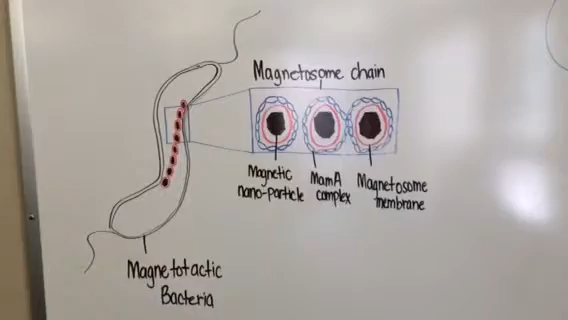 Magnetosome chain
Magnetic
nano-particle
MamA
complex
Magnetosome
membrane
Magnetotactic
Bacteria